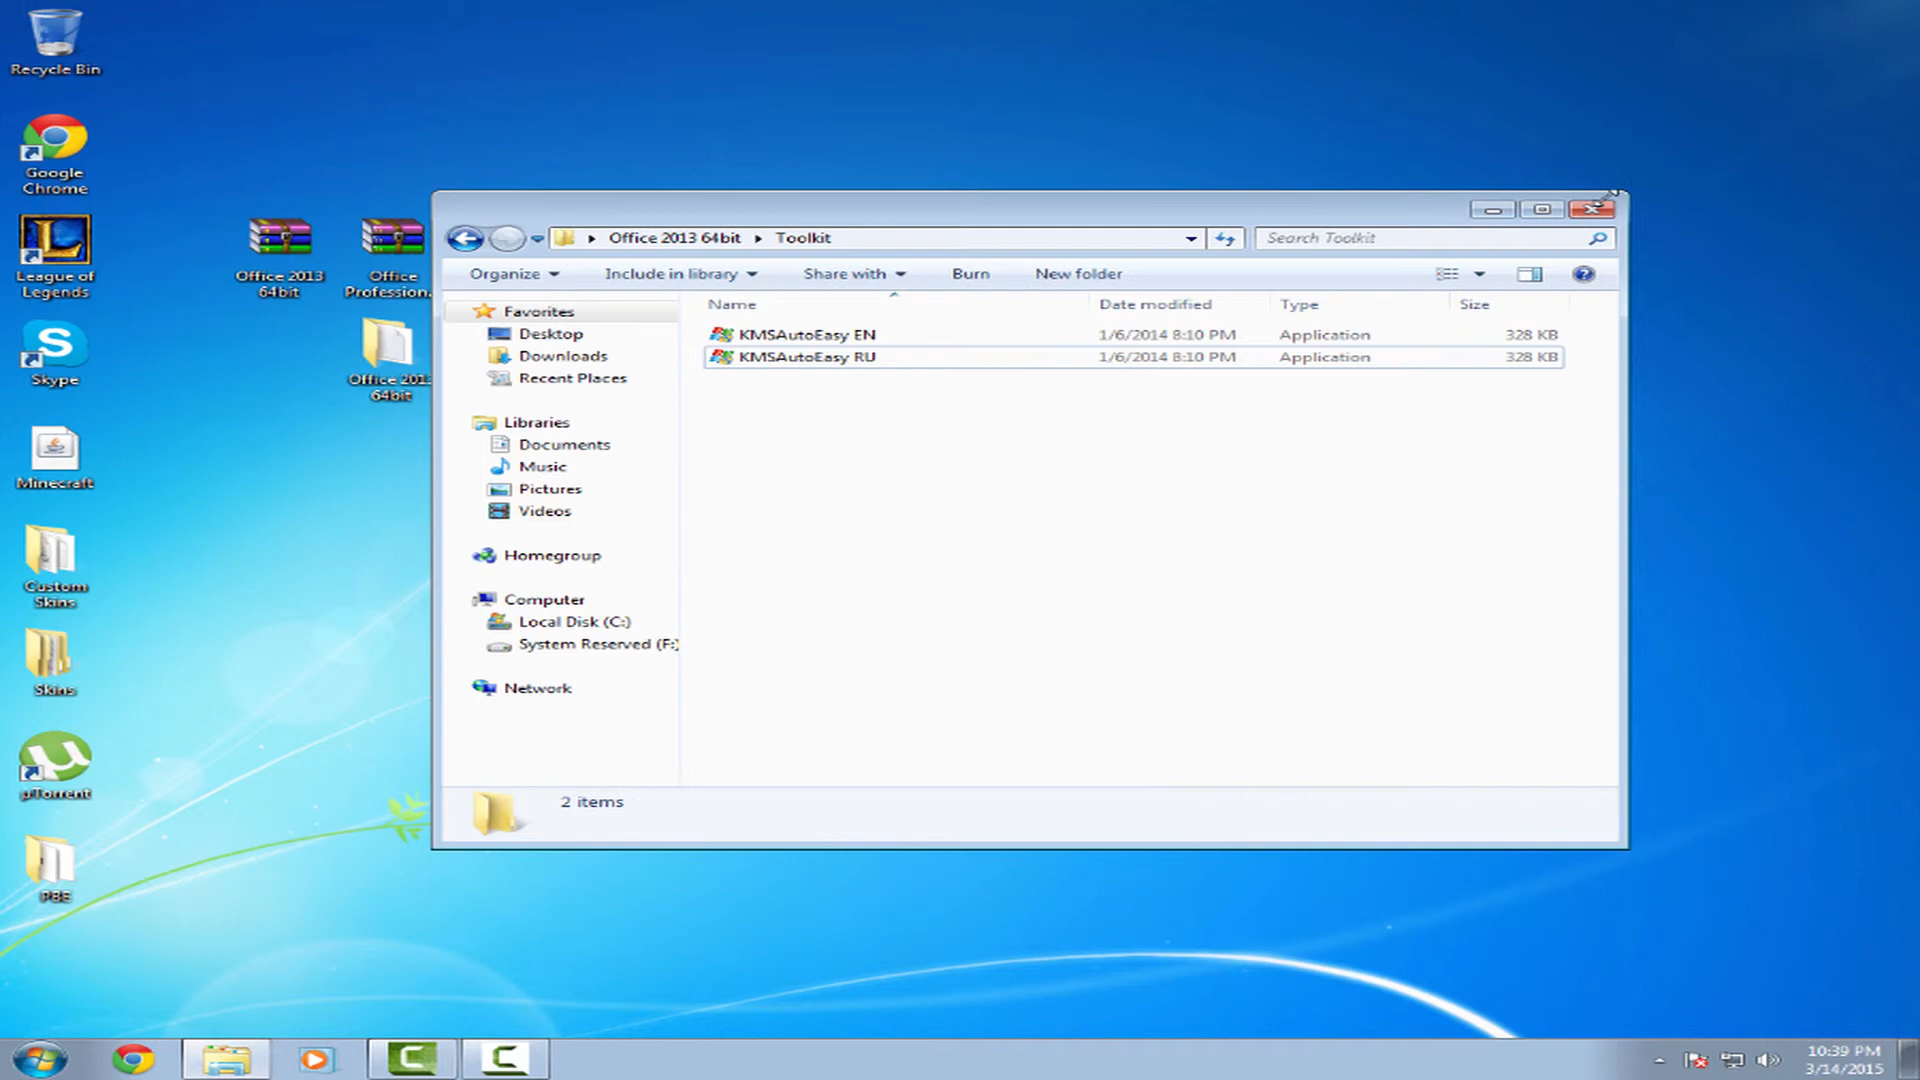 Recycle Bin
Google
Chrome
League of
Legends
Skype
Minecraft
Custom
Skins
Skins
µTorrent
PBE
Office 2013
64bit
Office
Profession.
Office 201
64bit
Office 2013 64bit
Toolkit
Search Toolkit
Organize
Include in library
Share with
Burn
New folder
Name
Date modified
Type
Size
KMSAutoEasy EN
1/6/2014 8:10 PM
Application
328 KB
KMSAutoEasy RU
1/6/2014 8:10 PM
Application
328 KB
Favorites
Desktop
Downloads
Recent Places
Libraries
Documents
Music
Pictures
Videos
Homegroup
Computer
Local Disk (C:)
System Reserved (F:)
Network
2 items
10:39 PM
3/14/2015